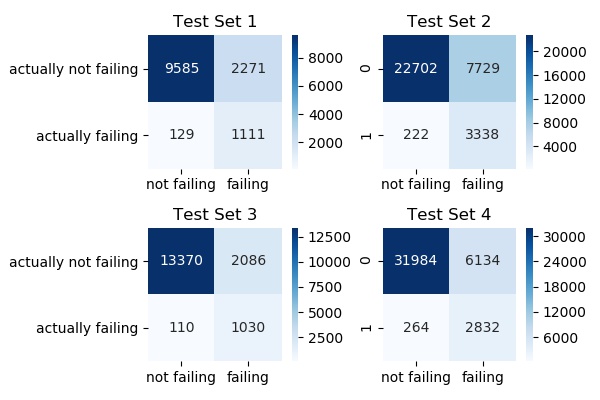 Test Set 1
actually not failing
9585 2271
actually failing
129 1111
not failing failing
8000
6000
4000
2000
Test Set 2
0
22702 7729
1
222 3338
not failing failing
20000
16000
12000
8000
4000
Test Set 3
actually not failing
13370 2086
actually failing
110 1030
not failing failing
12500
10000
7500
5000
2500
Test Set 4
0
31984 6134
1
264 2832
not failing failing
30000
24000
18000
12000
6000